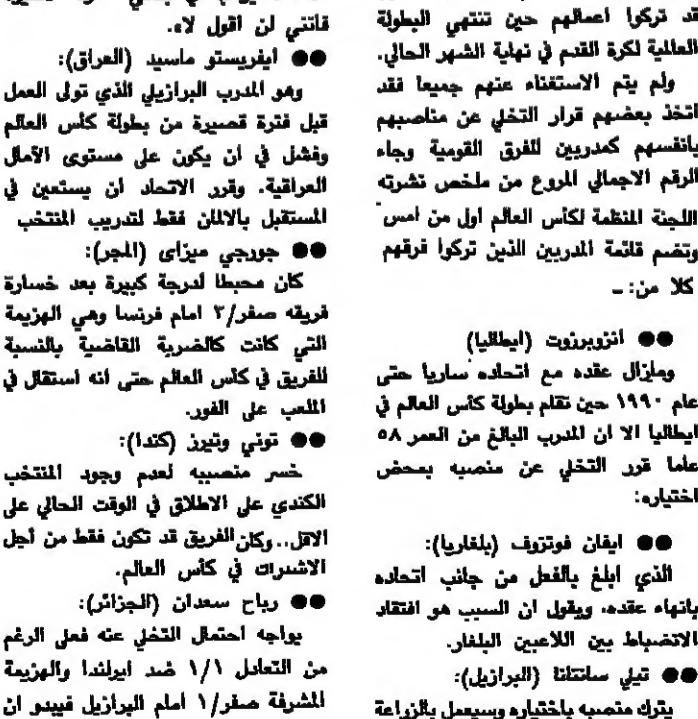 قد تركوا اعمالهم حين تنتهي البطولة
العالمية لكرة القدم في نهاية الشهر الحالي.
ولم يتم الاستغناء عنهم جميعا فقد
اتخذ بعضهم قرار التخلي عن مناصبهم
بانفسهم كمدربين للفرق القومية وجاء
الرقم الاجمالي المروع من ملخص نشرته
اللجنة المنظمة لكأس العالم أول من امس
وتضم قائمة المدربين الذين تركوا فرقهم
كلا من: ــ
●● انزوبرزوت (ايطاليا)
ومايزال عقده مع اتحاده ساريا حتى
عام ١٩٩٠ حين تقام بطولة كأس العالم في
ايطاليا الا ان المدرب البالغ من العمر ٥٨
عاما قرر التخلي عن منصبه بمحض
اختياره:
●● ايفان فوتزوف (بلغاريا):
الذي ابلغ بالفعل من جانب اتحاده
بانهاء عقده، ويقول ان السبب هو افتقاد
الانضباط بين اللاعبين البلغار.
●● تيلي سانتانا (البرازيل):
يترك منصبه باختياره وسيعمل بالزراعة
فأنني لن اقول لا».
●● ايفريستو ماسيد (العراق):
وهو المدرب البرازيلي الذي تولى العمل
قبل فترة قصيرة من بطولة كأس العالم
وفشل في ان يكون على مستوى الآمال
العراقية. وقرر الاتحاد أن يستعين في
المستقبل بالالمان فقط لتدريب المنتخب
●● جورجي ميزاى (المجر):
كان محبطا لدرجة كبيرة بعد خسارة
فريقه صفر/٣ امام فرنسا وهي الهزيمة
التي كانت كالضربة القاضية بالنسبة
للفريق في كأس العالم حتى انه استقال في
الملعب على الفور.
●● توني ويترز (كندا):
خسر منصبه لعدم وجود المنتخب
الكندي على الاطلاق في الوقت الحالي على
الاقل.. وكان الفريق قد تكون فقط من أجل
الاشتراك في كأس العالم.
●● رباح سعدان (الجزائر):
يواجه احتمال التخلي عنه فعلى الرغم
من التعادل ١/١ ضد ايرلندا والهزيمة
المشرفة صفر/١ امام البرازيل فيبدو ان